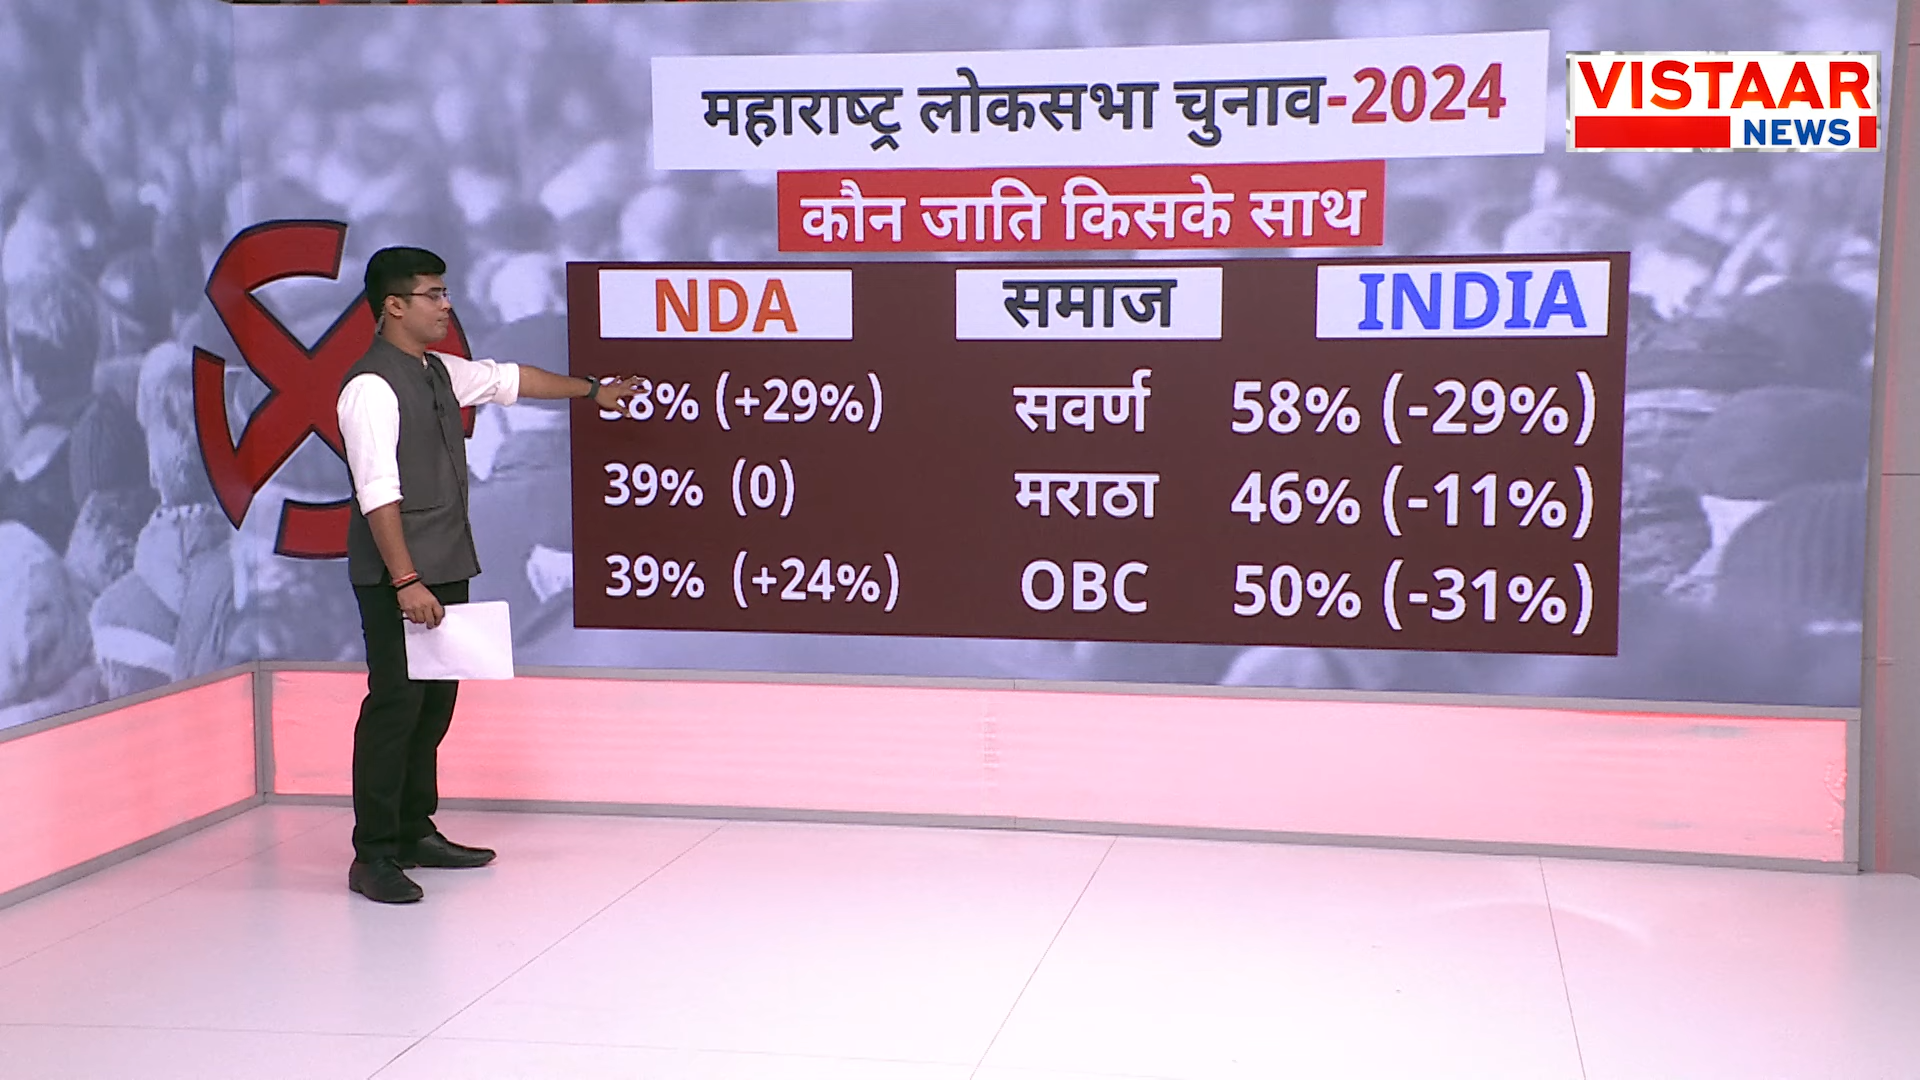 महाराष्ट्र लोकसभा चुनाव-2024
VISTAAR
NEWS
कौन जाति किसके साथ
NDA समाज INDIA
(+29%) सवर्ण 58% (-29%)
39% (0) मराठा 46% (-11%)
39% (+24%) OBC 50% (-31%)